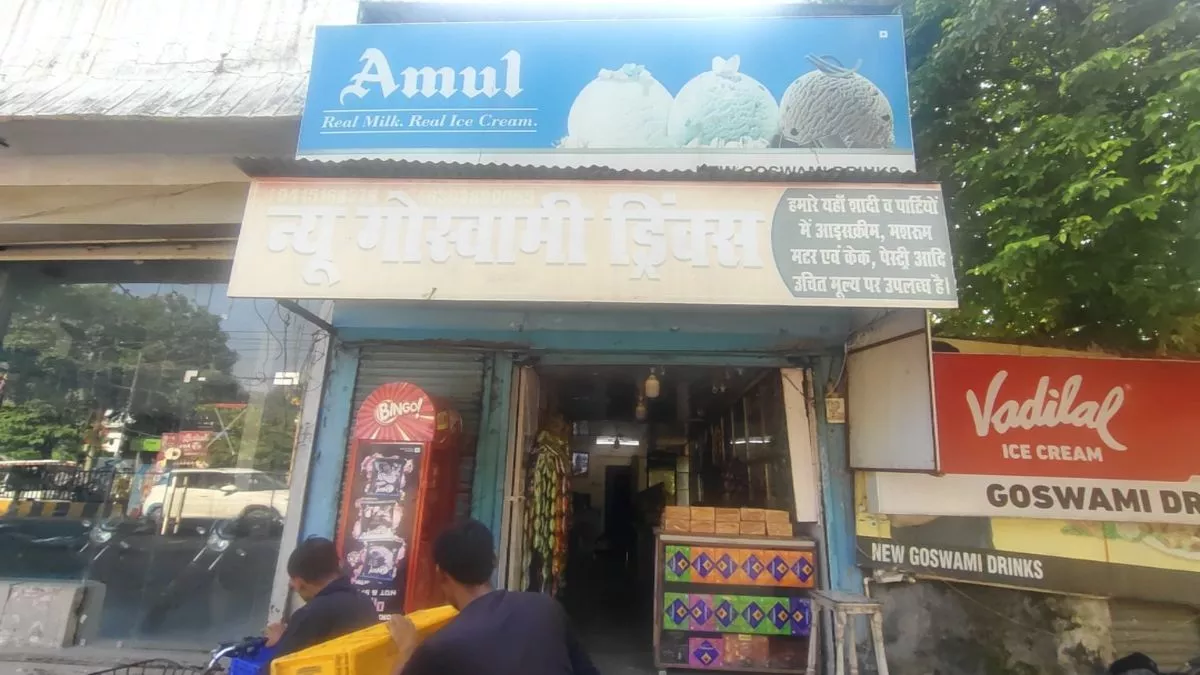 Amul
Real Milk. Real Ice Cream.
NEW GOSWAMI DRINKS
न्यू गोस्वामी ड्रिंक्स
हमारे यहाँ शादी व पार्टियों
में आइसक्रीम, मशरूम
मटर एवं केक, पेस्ट्री आदि
उचित मूल्य पर उपलब्ध है।
BINGO!
Vadilal
ICE CREAM
GOSWAMI DR
NEW GOSWAMI DRINKS